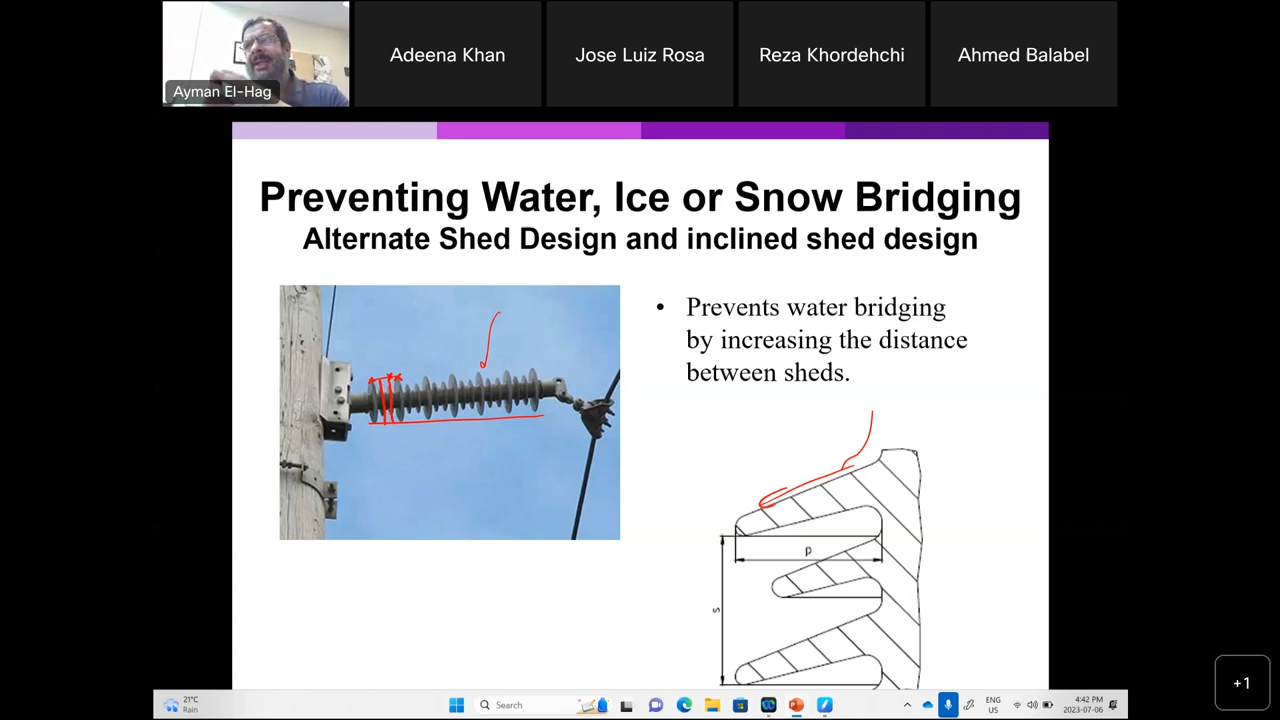 Ayman El-Hag
Adeena Khan
Jose Luiz Rosa
Reza Khordehchi
Ahmed Balabel
Preventing Water, Ice or Snow Bridging
Alternate Shed Design and inclined shed design
• Prevents water bridging
by increasing the distance
between sheds.
p
s
+1
21°C
Rain
Search
ENG
US
4:42 PM
2023-07-06